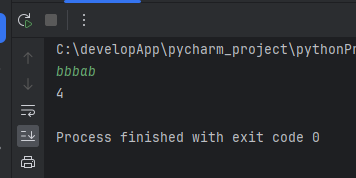 C:\developApp\pycharm_project\pythonPr
bbbab
4
Process finished with exit code 0